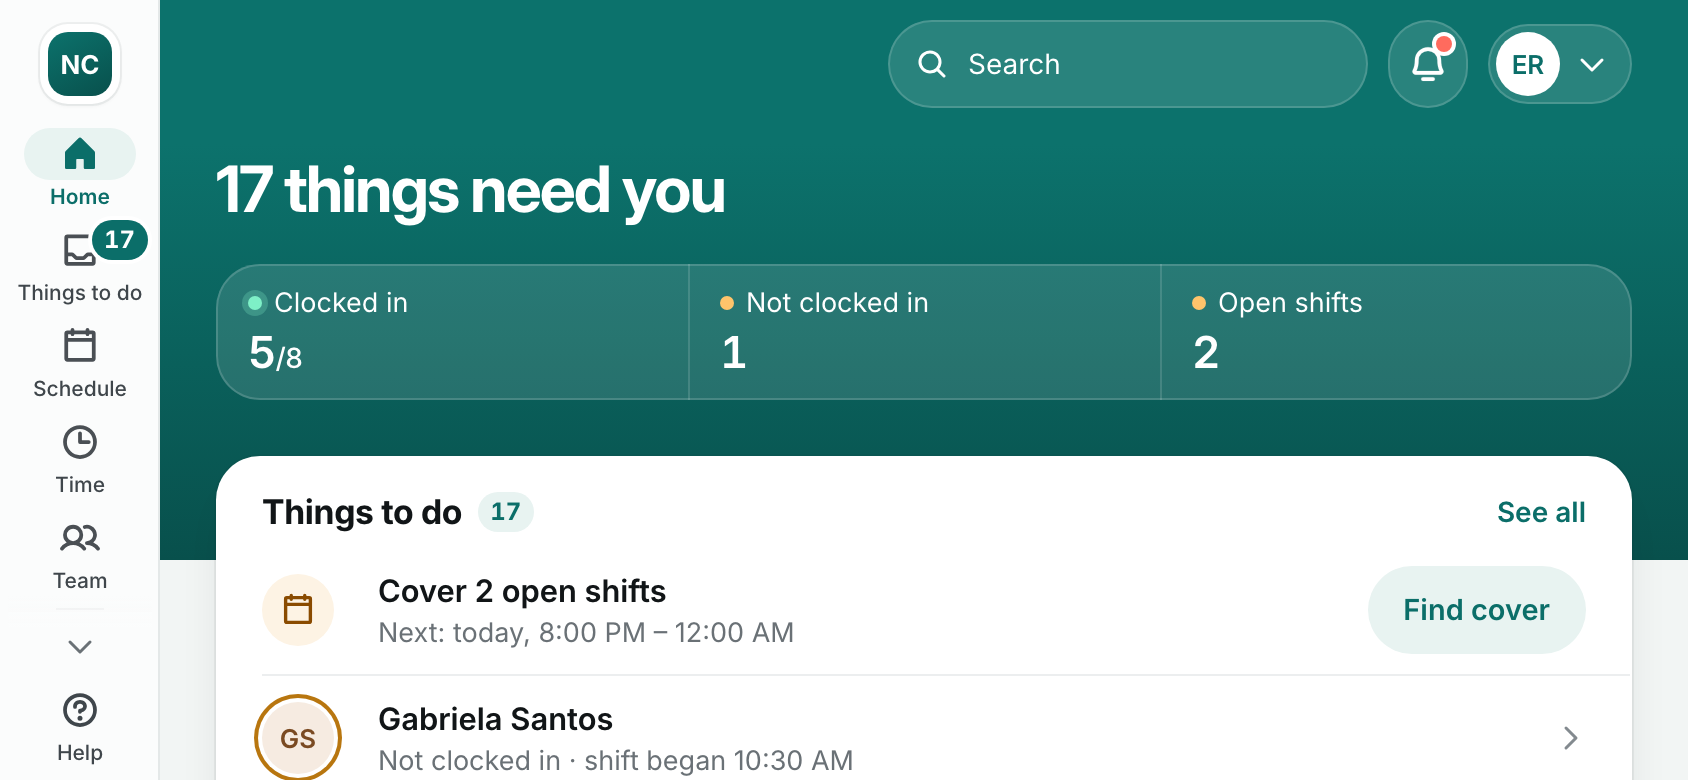 NC
Home
17
Things to do
Schedule
Time
Team
Help
Search
ER
17 things need you
Clocked in
5/8
Not clocked in
1
Open shifts
2
Things to do 17
See all
Cover 2 open shifts
Next: today, 8:00 PM – 12:00 AM
Find cover
GS
Gabriela Santos
Not clocked in · shift began 10:30 AM